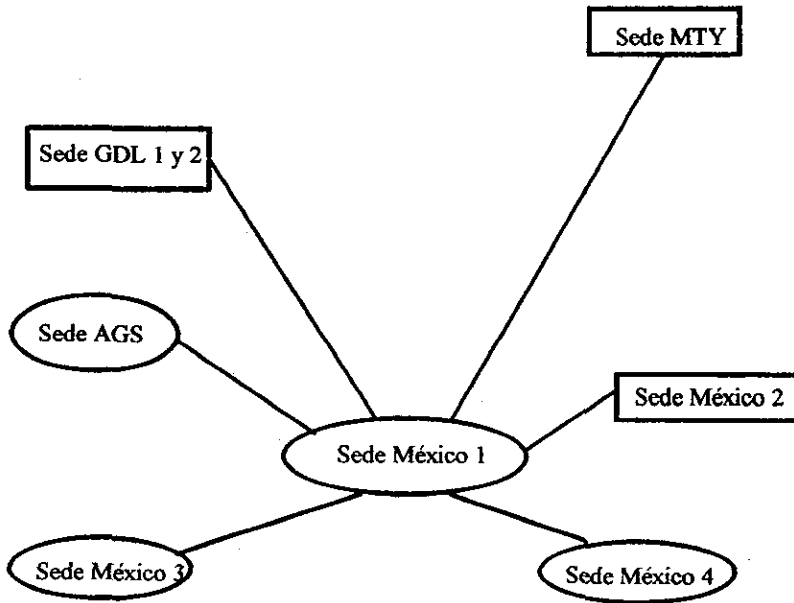 Sede MTY
Sede GDL 1 y 2
Sede AGS
Sede México 2
Sede México 1
Sede México 3
Sede México 4